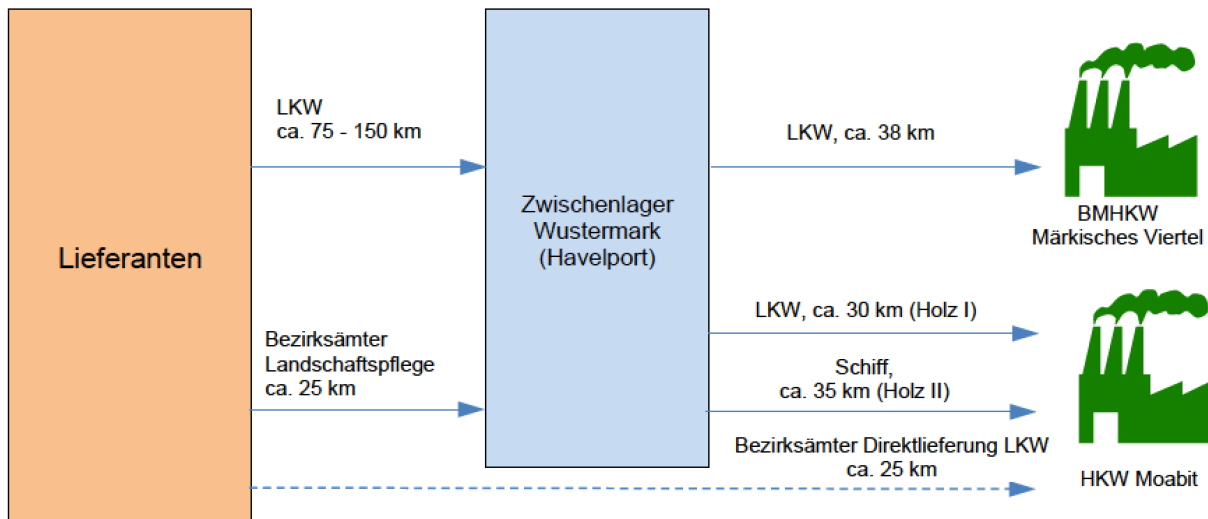 Lieferanten
LKW
ca. 75 - 150 km
Bezirksämter
Landschaftspflege
ca. 25 km
Zwischenlager
Wustermark
(Havelport)
LKW, ca. 38 km
BMHKW
Märkisches Viertel
LKW, ca. 30 km (Holz I)
Schiff,
ca. 35 km (Holz II)
Bezirksämter Direktlieferung LKW
ca. 25 km
HKW Moabit